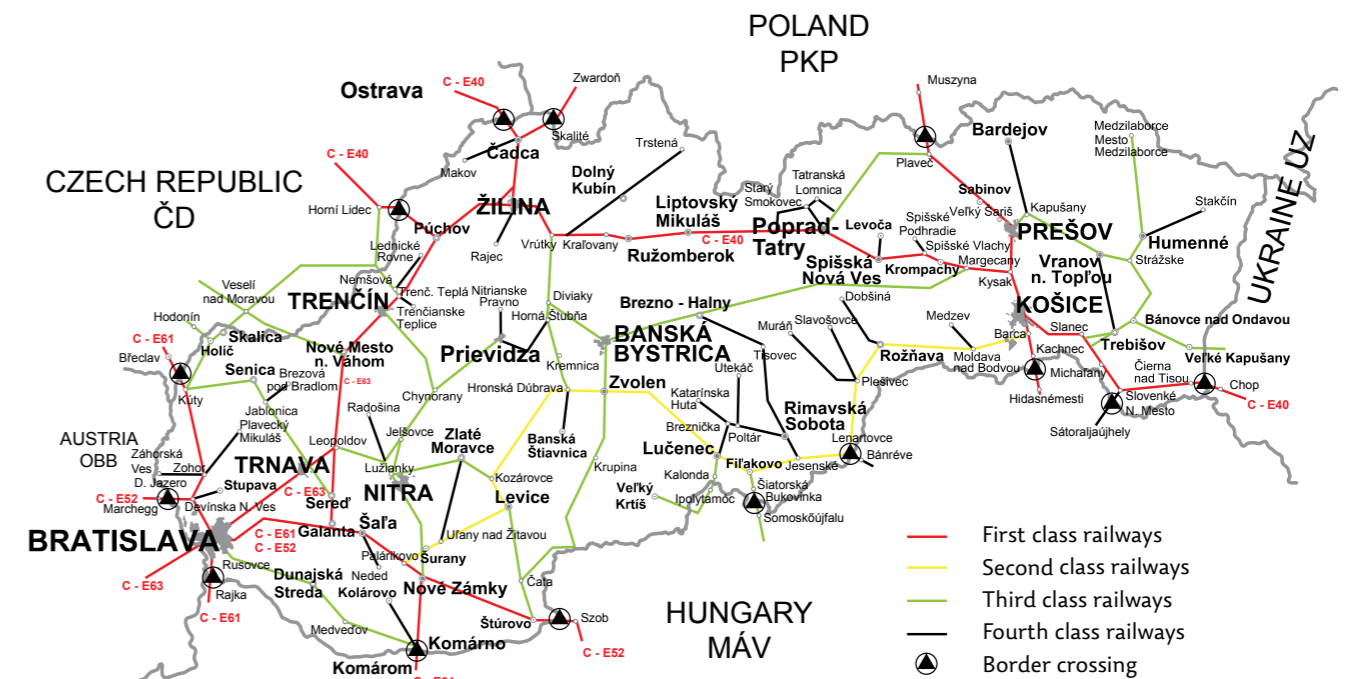 POLAND
PKP
Ostrava
C - E40
Zwardoň
Skalité
Čadca
Makov
Muszyna
Plaveč
Bardejov
Medzilaborce
Mesto
Medzilaborce
UKRAINE UZ
CZECH REPUBLIC
ČD
C - E40
Horní Lidec
Púchov
Lednické
Rovne
ŽILINA
Rajec
Vrútky
Kraľovany
Trstená
Dolný
Kubín
Liptovský
Mikuláš
Ružomberok
C - E40
Starý
Smokovec
Tatranská
Lomnica
Poprad-
Tatry
Levoča
Spišské
Podhradie
Spišské Vlachy
Spišská
Nová Ves
Krompachy
Margecany
Kysak
Sabinov
Veľký Šariš
Kapušany
PREŠOV
Vranov
n. Topľou
Stakčín
Humenné
Strážske
Veselí
nad Moravou
Nemšová
TRENČÍN
Trenč. Teplá
Trenčianske
Teplice
Nitrianske
Pravno
Diviaky
Horná Štubňa
Prievidza
Hodonín
Skalica
Holíč
C - E61
Břeclav
Kúty
Senica
Brezová
pod Bradlom
Jablonica
Plavecký
Mikuláš
Nové Mesto
n. Váhom
C - E63
Chynorany
Kremnica
Hronská Dúbrava
BANSKÁ
BYSTRICA
Brezno - Halny
Zvolen
Banská
Štiavnica
Krupina
Dobšiná
Muráň
Slavošovce
Tisovec
Utekáč
Katarínska
Huta
Breznička
Poltár
Rimavská
Sobota
Plešivec
Rožňava
Medzev
Moldava
nad Bodvou
KOŠICE
Barca
Kachnec
Hidasnémesti
Slanec
Michaľany
Trebišov
Bánovce nad Ondavou
Veľké Kapušany
Čierna
nad Tisou
Chop
C - E40
Slovenké
N. Mesto
Sátoraljaújhely
AUSTRIA
OBB
Záhorská
Ves
Zohor
D. Jazero
C - E52
Marchegg
Stupava
Devínska N. Ves
BRATISLAVA
TRNAVA
Leopoldov
C - E63
Sereď
Galanta
Radošina
Jelšovce
Lužianky
NITRA
Zlaté
Moravce
Kozárovce
Levice
Šaľa
Uľany nad Žitavou
Šurany
Palárikovo
Neded
Kolárovo
Nové Zámky
C - E61
C - E52
C - E63
Rusovce
Rajka
C - E61
Dunajská
Streda
Medveďov
Komárno
Komárom
Čata
Štúrovo
Szob
C - E52
Lučenec
Kalonda
Ipolytarnoc
Veľký
Krtíš
Fiľakovo
Jesenské
Lenartovce
Bánréve
Šiatorská
Bukovinka
Somoskőújfalu
HUNGARY
MÁV
First class railways
Second class railways
Third class railways
Fourth class railways
Border crossing